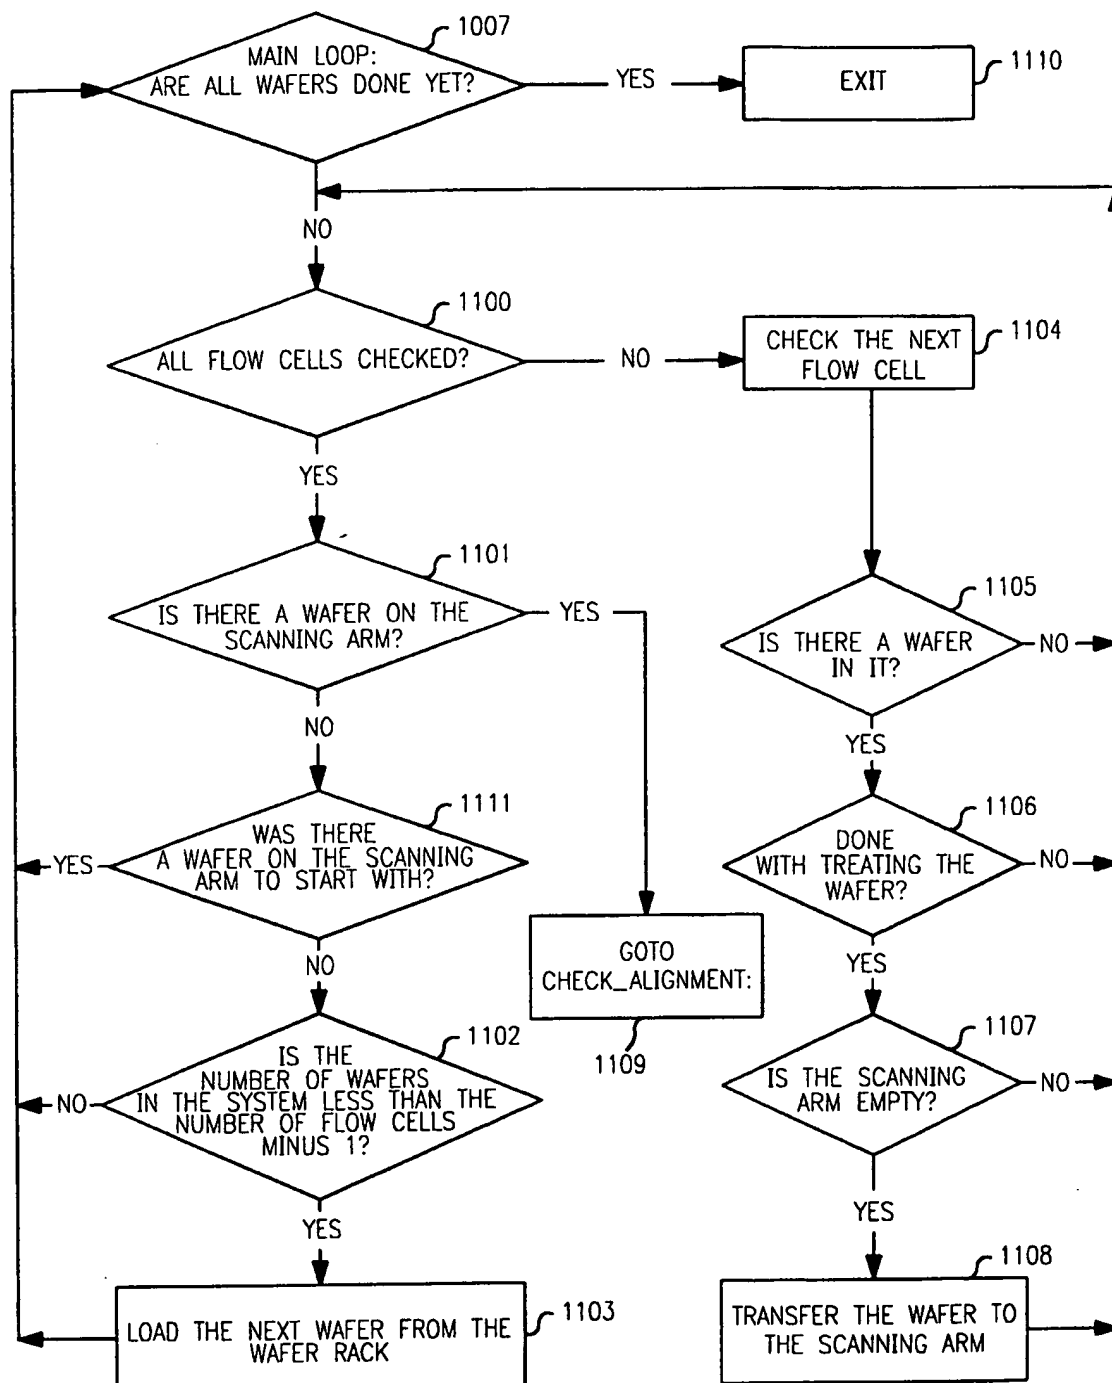 1007
MAIN LOOP:
ARE ALL WAFERS DONE YET?
YES
EXIT
1110
NO
1100
ALL FLOW CELLS CHECKED?
NO
CHECK THE NEXT
FLOW CELL
1104
YES
1101
IS THERE A WAFER ON THE
SCANNING ARM?
YES
1105
IS THERE A WAFER
IN IT?
NO
NO
YES
1111
WAS THERE
A WAFER ON THE SCANNING
ARM TO START WITH?
YES
1106
DONE
WITH TREATING THE
WAFER?
NO
NO
GOTO
CHECK_ALIGNMENT:
1109
YES
1102
IS THE
NUMBER OF WAFERS
IN THE SYSTEM LESS THAN THE
NUMBER OF FLOW CELLS
MINUS 1?
NO
1107
IS THE SCANNING
ARM EMPTY?
NO
YES
YES
LOAD THE NEXT WAFER FROM THE
WAFER RACK
1103
1108
TRANSFER THE WAFER TO
THE SCANNING ARM